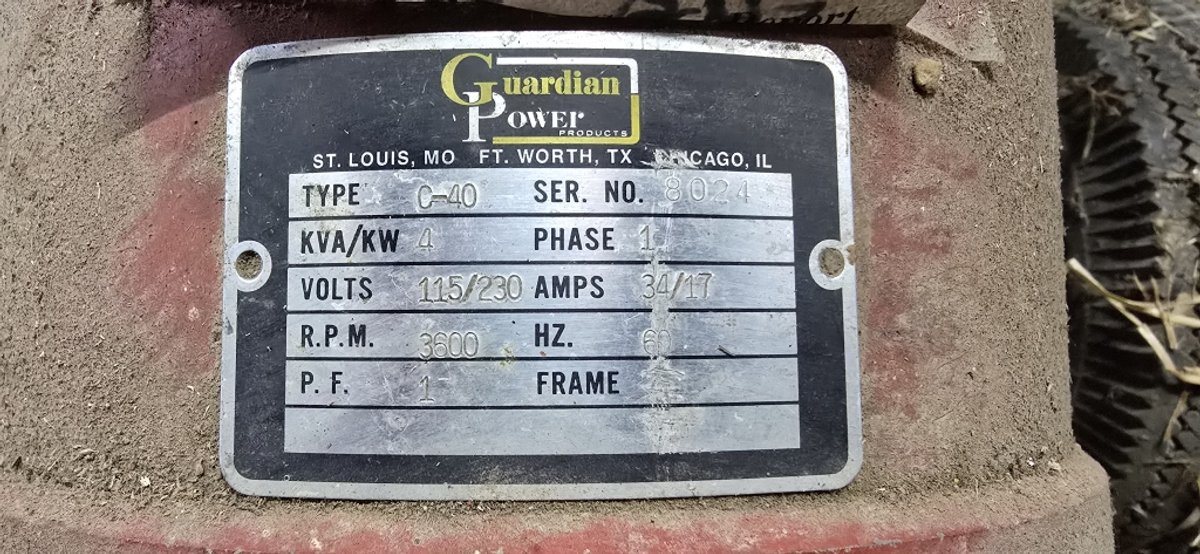 Guardian
Power
PRODUCTS
ST. LOUIS, MO FT. WORTH, TX CHICAGO, IL
TYPE C-40 SER. NO. 8024
KVA/KW 4 PHASE 1
VOLTS 115/230 AMPS 34/17
R.P.M. 3600 HZ. 60
P. F. 1 FRAME